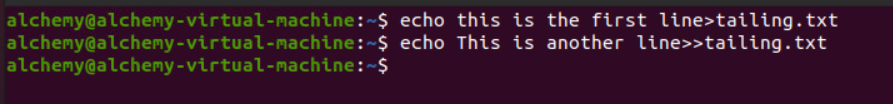 alchemy@alchemy-virtual-machine:~$ echo this is the first line>tailing.txt
alchemy@alchemy-virtual-machine:~$ echo This is another line>>tailing.txt
alchemy@alchemy-virtual-machine:~$